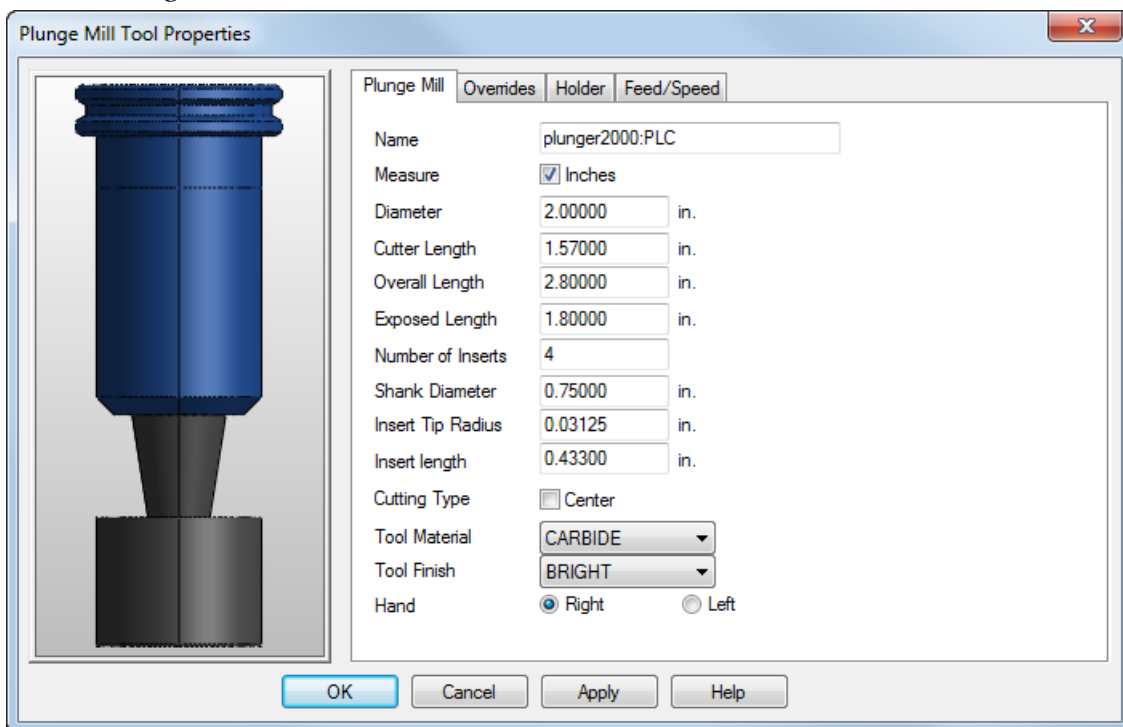 Plunge Mill Tool Properties
Plunge Mill Overrides Holder Feed/Speed
Name plunger2000:PLC
Measure Inches
Diameter 2.00000 in.
Cutter Length 1.57000 in.
Overall Length 2.80000 in.
Exposed Length 1.80000 in.
Number of Inserts 4
Shank Diameter 0.75000 in.
Insert Tip Radius 0.03125 in.
Insert length 0.43300 in.
Cutting Type Center
Tool Material CARBIDE
Tool Finish BRIGHT
Hand Right Left
OK Cancel Apply Help